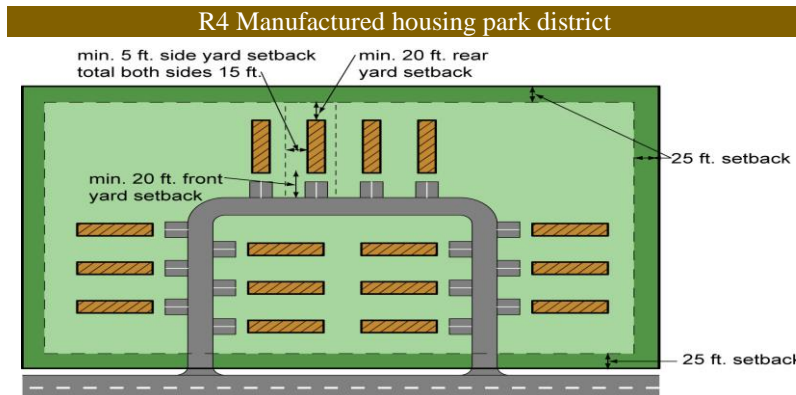 R4 Manufactured housing park district
min. 5 ft. side yard setback
total both sides 15 ft.
min. 20 ft. rear
yard setback
25 ft. setback
min. 20 ft. front
yard setback
25 ft. setback